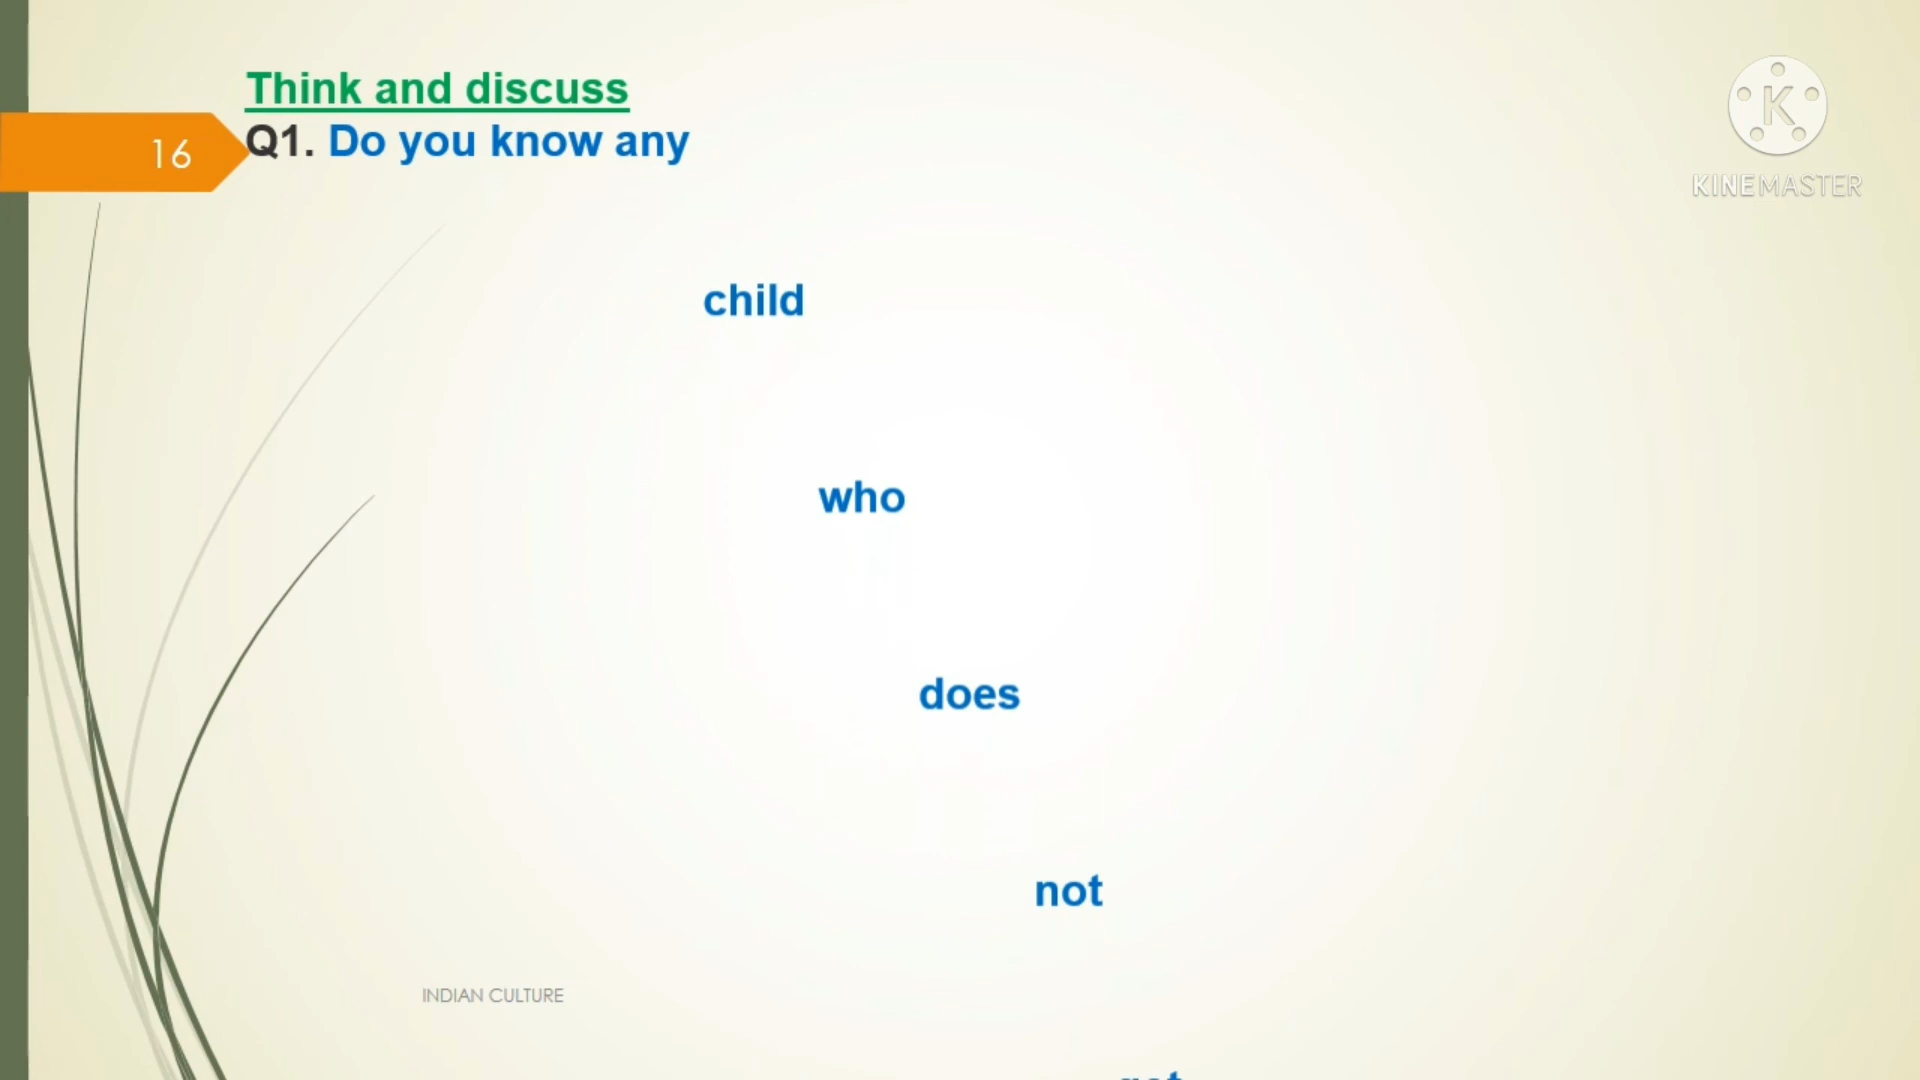 Think and discuss
16
Q1. Do you know any
K
KINEMASTER
child
who
does
not
INDIAN CULTURE